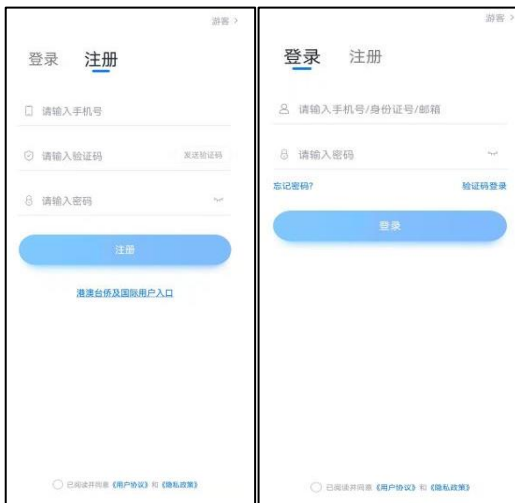 游客 >
登录 注册
请输入手机号
请输入验证码 发送验证码
请输入密码
注册
港澳台侨及国际用户入口
已阅读并同意《用户协议》和《隐私政策》
游客 >
登录 注册
请输入手机号/身份证号/邮箱
请输入密码
忘记密码? 验证码登录
登录
已阅读并同意《用户协议》和《隐私政策》